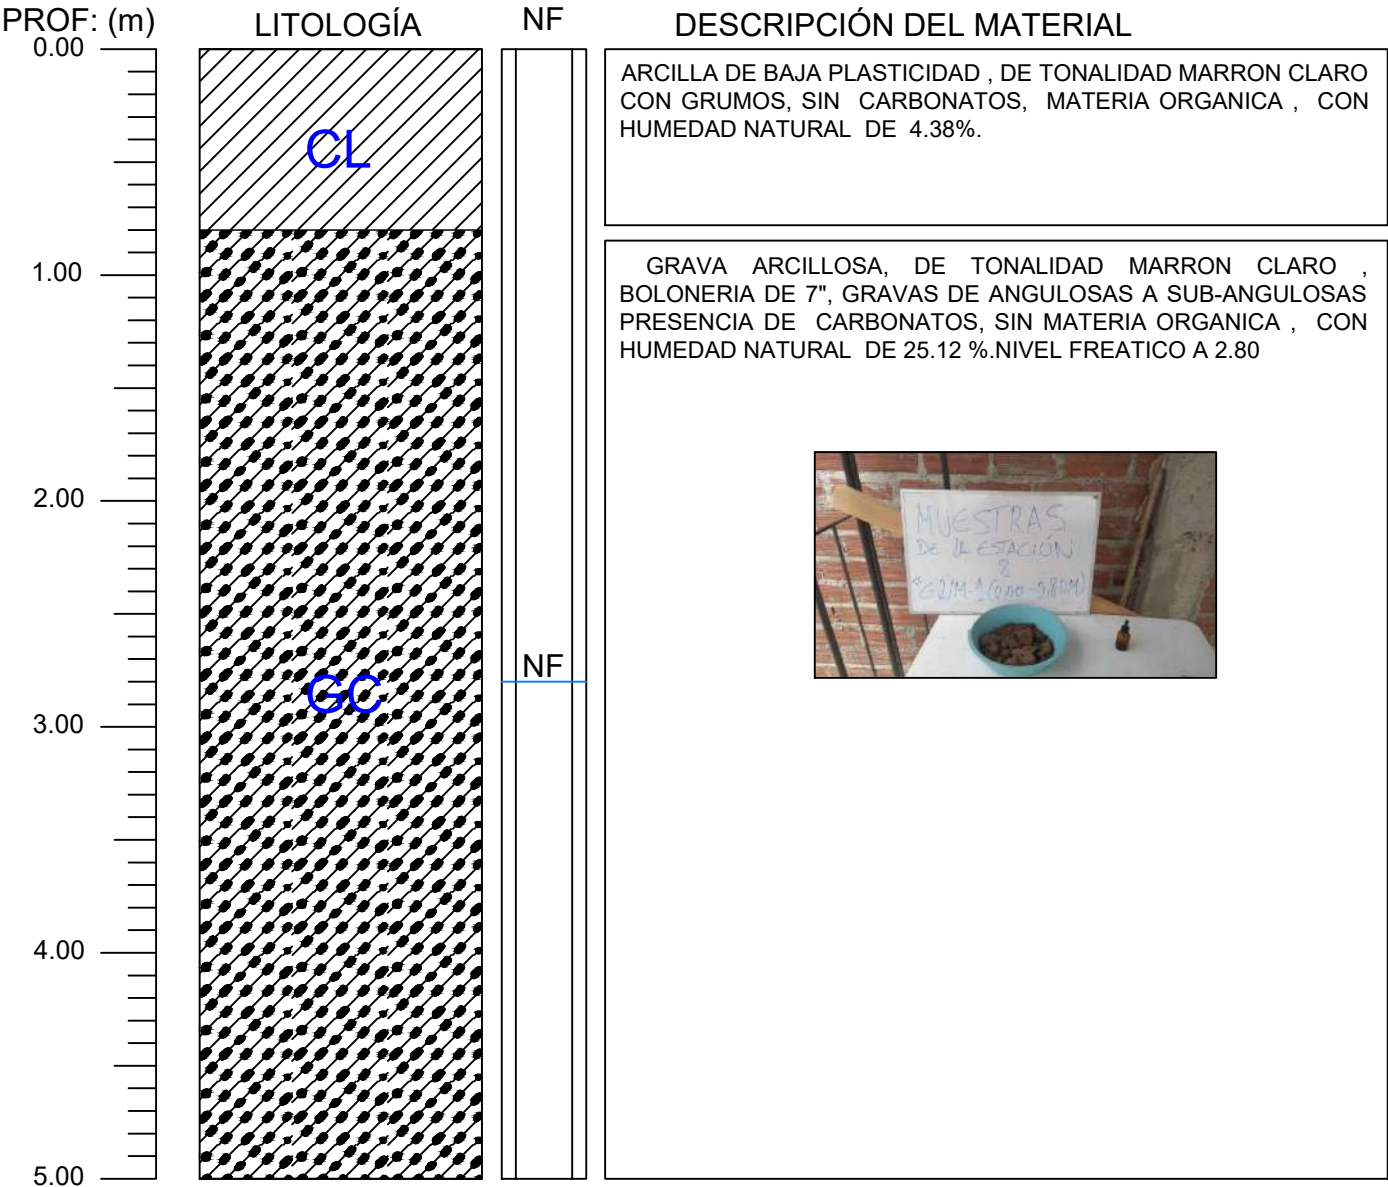 PROF: (m) LITOLOGÍA NF DESCRIPCIÓN DEL MATERIAL
0.00
ARCILLA DE BAJA PLASTICIDAD , DE TONALIDAD MARRON CLARO
CON GRUMOS, SIN CARBONATOS, MATERIA ORGANICA , CON
HUMEDAD NATURAL DE 4.38%.
CL
GRAVA ARCILLOSA, DE TONALIDAD MARRON CLARO ,
BOLONERIA DE 7", GRAVAS DE ANGULOSAS A SUB-ANGULOSAS
PRESENCIA DE CARBONATOS, SIN MATERIA ORGANICA , CON
HUMEDAD NATURAL DE 25.12 %.NIVEL FREATICO A 2.80
1.00
2.00
MUESTRAS
DE LA ESTACIÓN
8
NF
GC
3.00
4.00
5.00